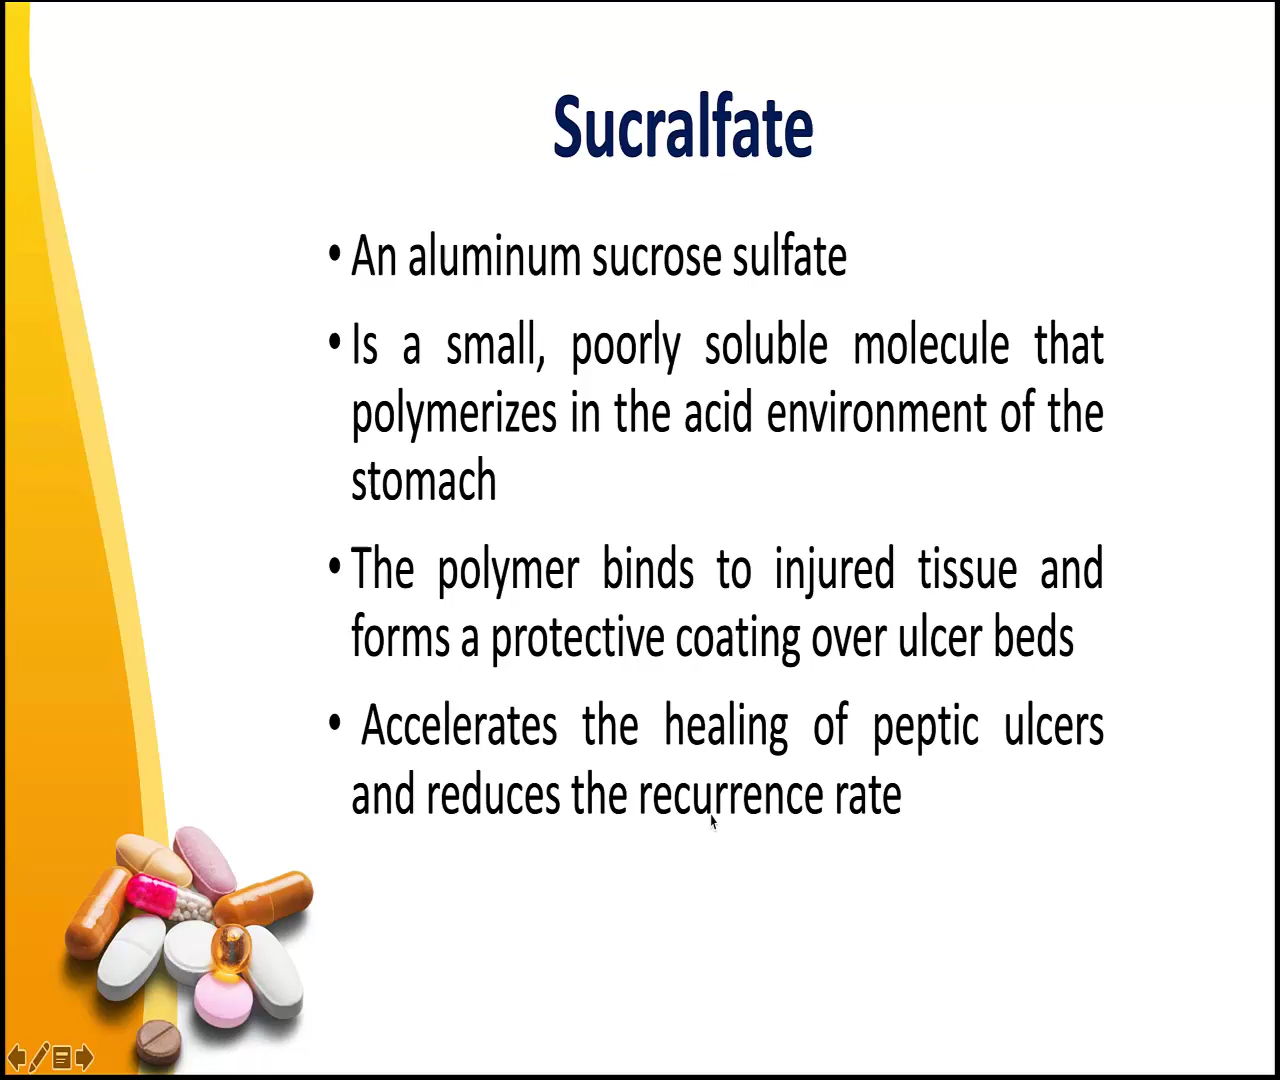 Sucralfate
• An aluminum sucrose sulfate
• Is a small, poorly soluble molecule that
polymerizes in the acid environment of the
stomach
• The polymer binds to injured tissue and
forms a protective coating over ulcer beds
• Accelerates the healing of peptic ulcers
and reduces the recurrence rate